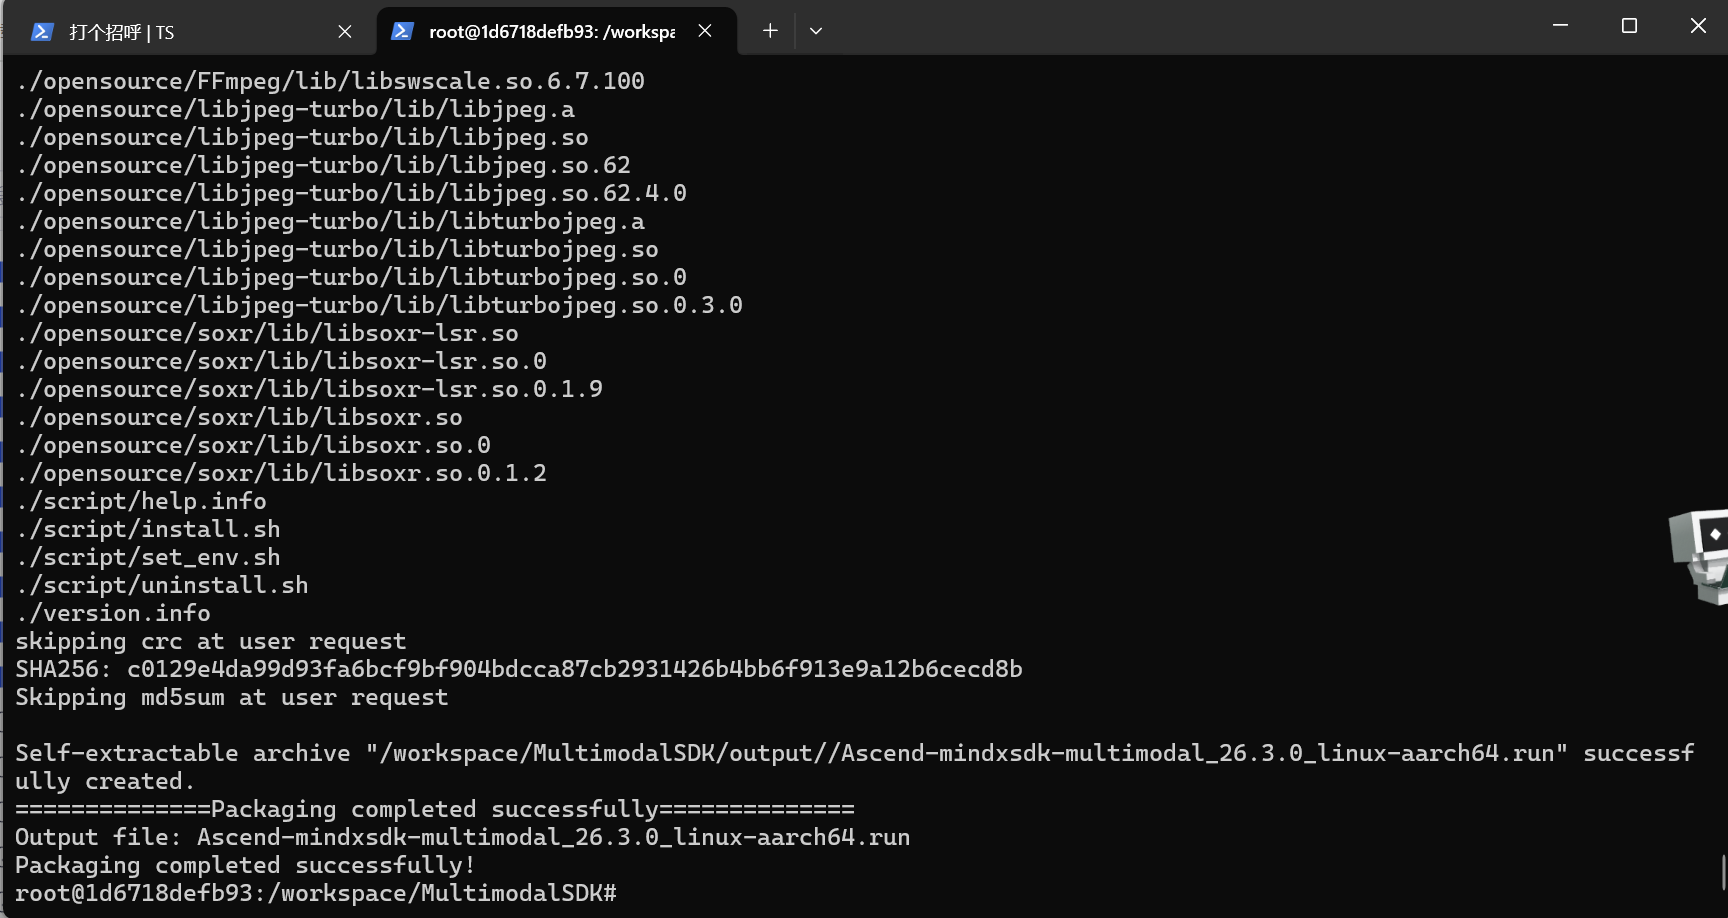 打个招呼 | TS
root@1d6718defb93: /workspa
./opensource/FFmpeg/lib/libswscale.so.6.7.100
./opensource/libjpeg-turbo/lib/libjpeg.a
./opensource/libjpeg-turbo/lib/libjpeg.so
./opensource/libjpeg-turbo/lib/libjpeg.so.62
./opensource/libjpeg-turbo/lib/libjpeg.so.62.4.0
./opensource/libjpeg-turbo/lib/libturbojpeg.a
./opensource/libjpeg-turbo/lib/libturbojpeg.so
./opensource/libjpeg-turbo/lib/libturbojpeg.so.0
./opensource/libjpeg-turbo/lib/libturbojpeg.so.0.3.0
./opensource/soxr/lib/libsoxr-lsr.so
./opensource/soxr/lib/libsoxr-lsr.so.0
./opensource/soxr/lib/libsoxr-lsr.so.0.1.9
./opensource/soxr/lib/libsoxr.so
./opensource/soxr/lib/libsoxr.so.0
./opensource/soxr/lib/libsoxr.so.0.1.2
./script/help.info
./script/install.sh
./script/set_env.sh
./script/uninstall.sh
./version.info
skipping crc at user request
SHA256: c0129e4da99d93fa6bcf9bf904bdcca87cb2931426b4bb6f913e9a12b6cecd8b
Skipping md5sum at user request
Self-extractable archive "/workspace/MultimodalSDK/output//Ascend-mindxsdk-multimodal_26.3.0_linux-aarch64.run" successf
ully created.
==============Packaging completed successfully==============
Output file: Ascend-mindxsdk-multimodal_26.3.0_linux-aarch64.run
Packaging completed successfully!
root@1d6718defb93:/workspace/MultimodalSDK#